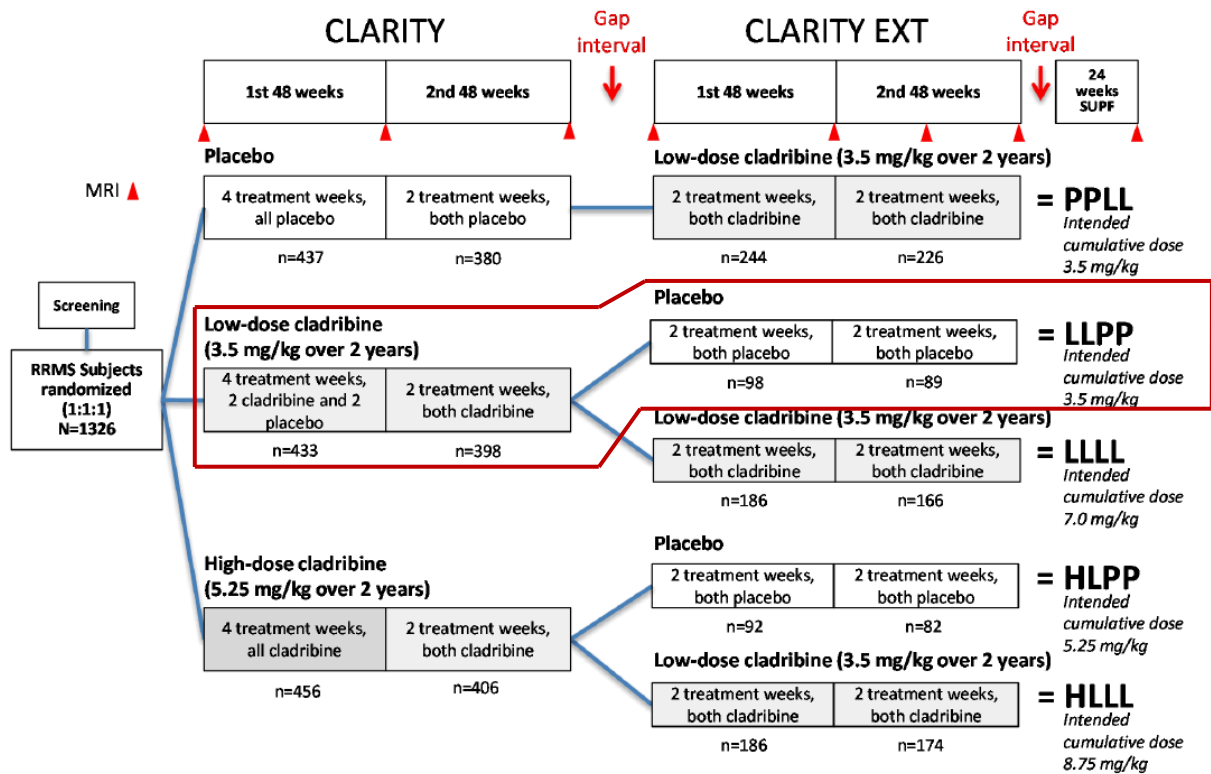 CLARITY
Gap
interval
CLARITY EXT
Gap
interval
1st 48 weeks
2nd 48 weeks
1st 48 weeks
2nd 48 weeks
24
weeks
SUPF
MRI
Placebo
4 treatment weeks,
all placebo
n=437
2 treatment weeks,
both placebo
n=380
Low-dose cladribine (3.5 mg/kg over 2 years)
2 treatment weeks,
both cladribine
n=244
2 treatment weeks,
both cladribine
n=226
= PPLL
Intended
cumulative dose
3.5 mg/kg
Screening
RRMS Subjects
randomized
(1:1:1)
N=1326
Low-dose cladribine
(3.5 mg/kg over 2 years)
4 treatment weeks,
2 cladribine and 2
placebo
n=433
2 treatment weeks,
both cladribine
n=398
Placebo
2 treatment weeks,
both placebo
n=98
2 treatment weeks,
both placebo
n=89
= LLPP
Intended
cumulative dose
3.5 mg/kg
Low-dose cladribine (3.5 mg/kg over 2 years)
2 treatment weeks,
both cladribine
n=186
2 treatment weeks,
both cladribine
n=166
= LLLL
Intended
cumulative dose
7.0 mg/kg
High-dose cladribine
(5.25 mg/kg over 2 years)
4 treatment weeks,
all cladribine
n=456
2 treatment weeks,
both cladribine
n=406
Placebo
2 treatment weeks,
both placebo
n=92
2 treatment weeks,
both placebo
n=82
= HLPP
Intended
cumulative dose
5.25 mg/kg
Low-dose cladribine (3.5 mg/kg over 2 years)
2 treatment weeks,
both cladribine
n=186
2 treatment weeks,
both cladribine
n=174
= HLLL
Intended
cumulative dose
8.75 mg/kg